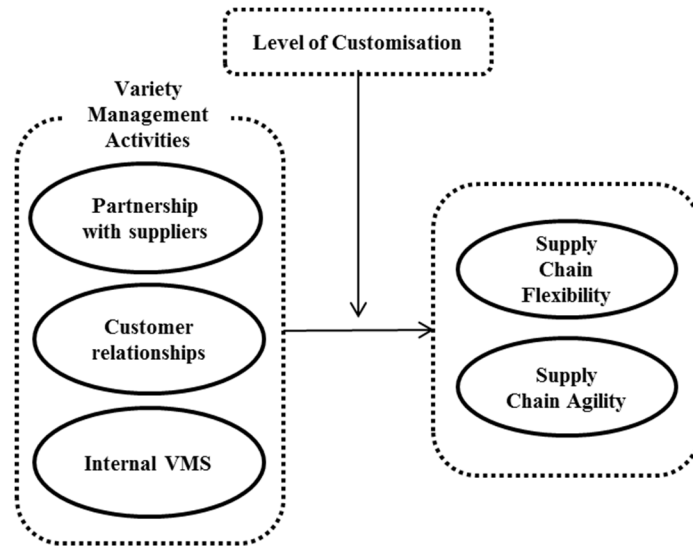 Level of Customisation
Variety
Management
Activities
Partnership
with suppliers
Customer
relationships
Internal VMS
Supply
Chain
Flexibility
Supply
Chain Agility